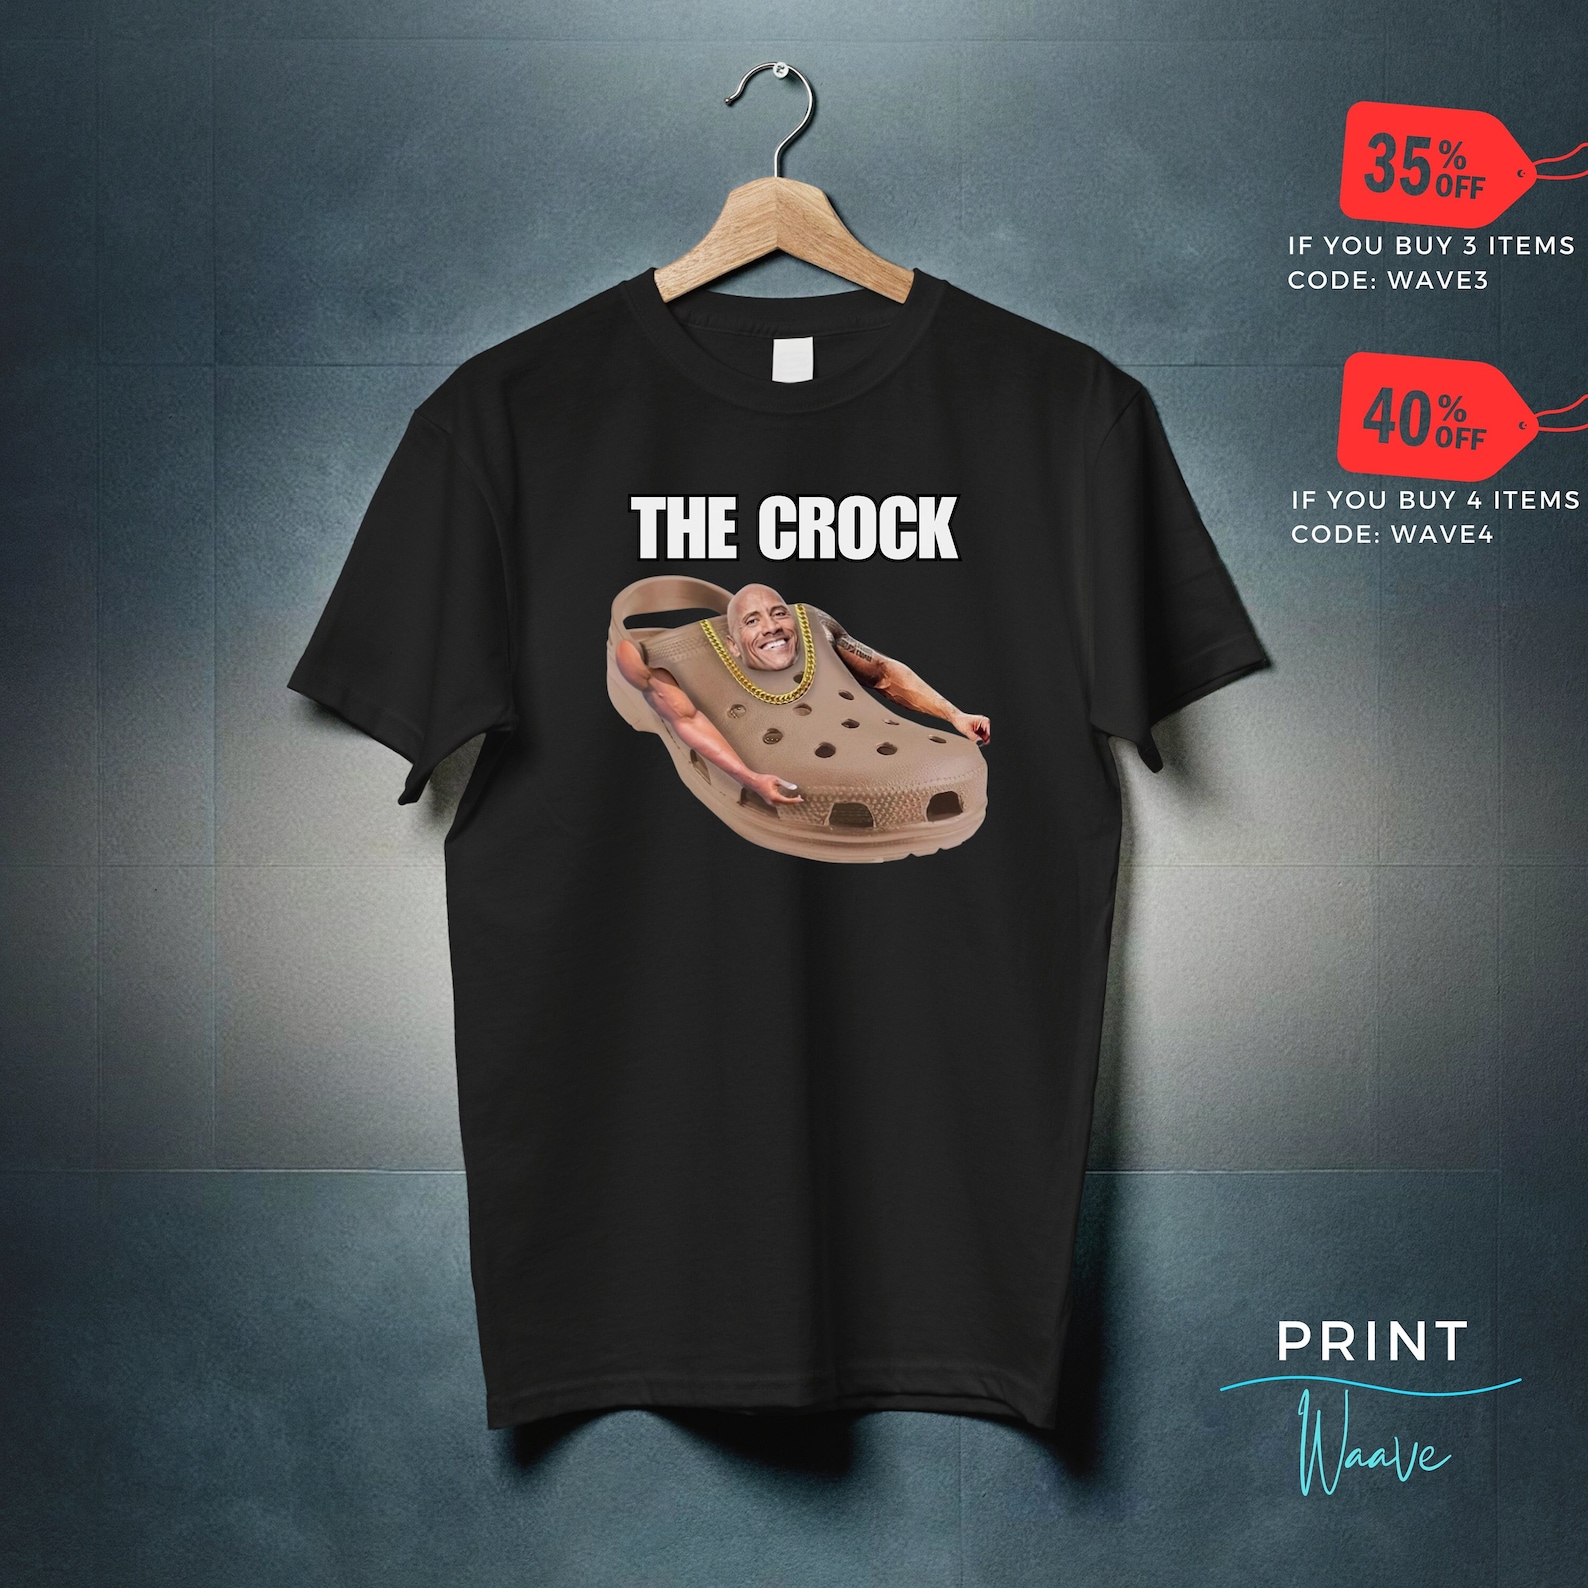 35% OFF
IF YOU BUY 3 ITEMS
CODE: WAVE3
40% OFF
IF YOU BUY 4 ITEMS
CODE: WAVE4
THE CROCK
PRINT
Waave